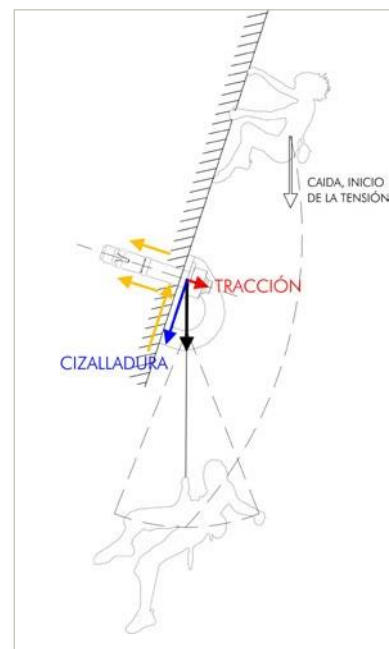 CAIDA, INICIO
DE LA TENSIÓN
TRACCIÓN
CIZALLADURA